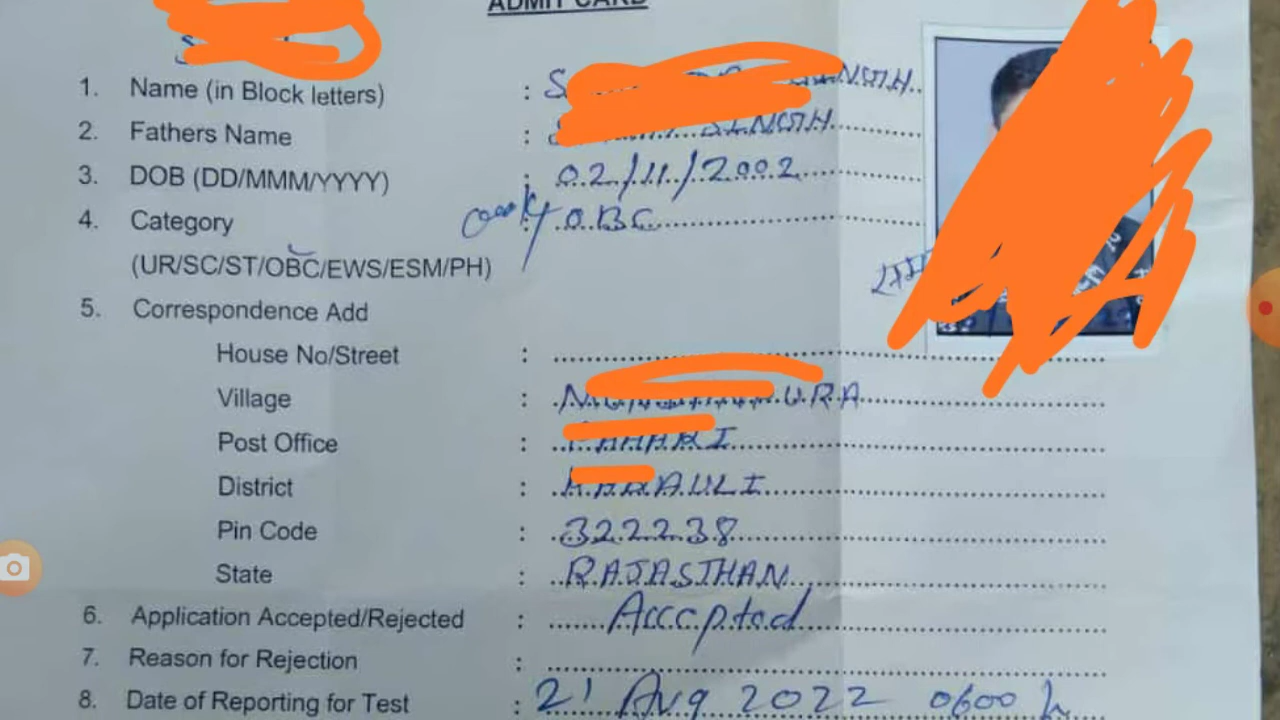 ADMIT CARD
1. Name (in Block letters) :
2. Fathers Name : SINGH
3. DOB (DD/MMM/YYYY) : 02/11/2002
4. Category : OBC
(UR/SC/ST/OBC/EWS/ESM/PH)
5. Correspondence Add
House No/Street :
Village :
Post Office :
District : KARAULI
Pin Code : 322238
State : RAJASTHAN
6. Application Accepted/Rejected : Accepted
7. Reason for Rejection :
8. Date of Reporting for Test : 21 Aug 2022 0600 h